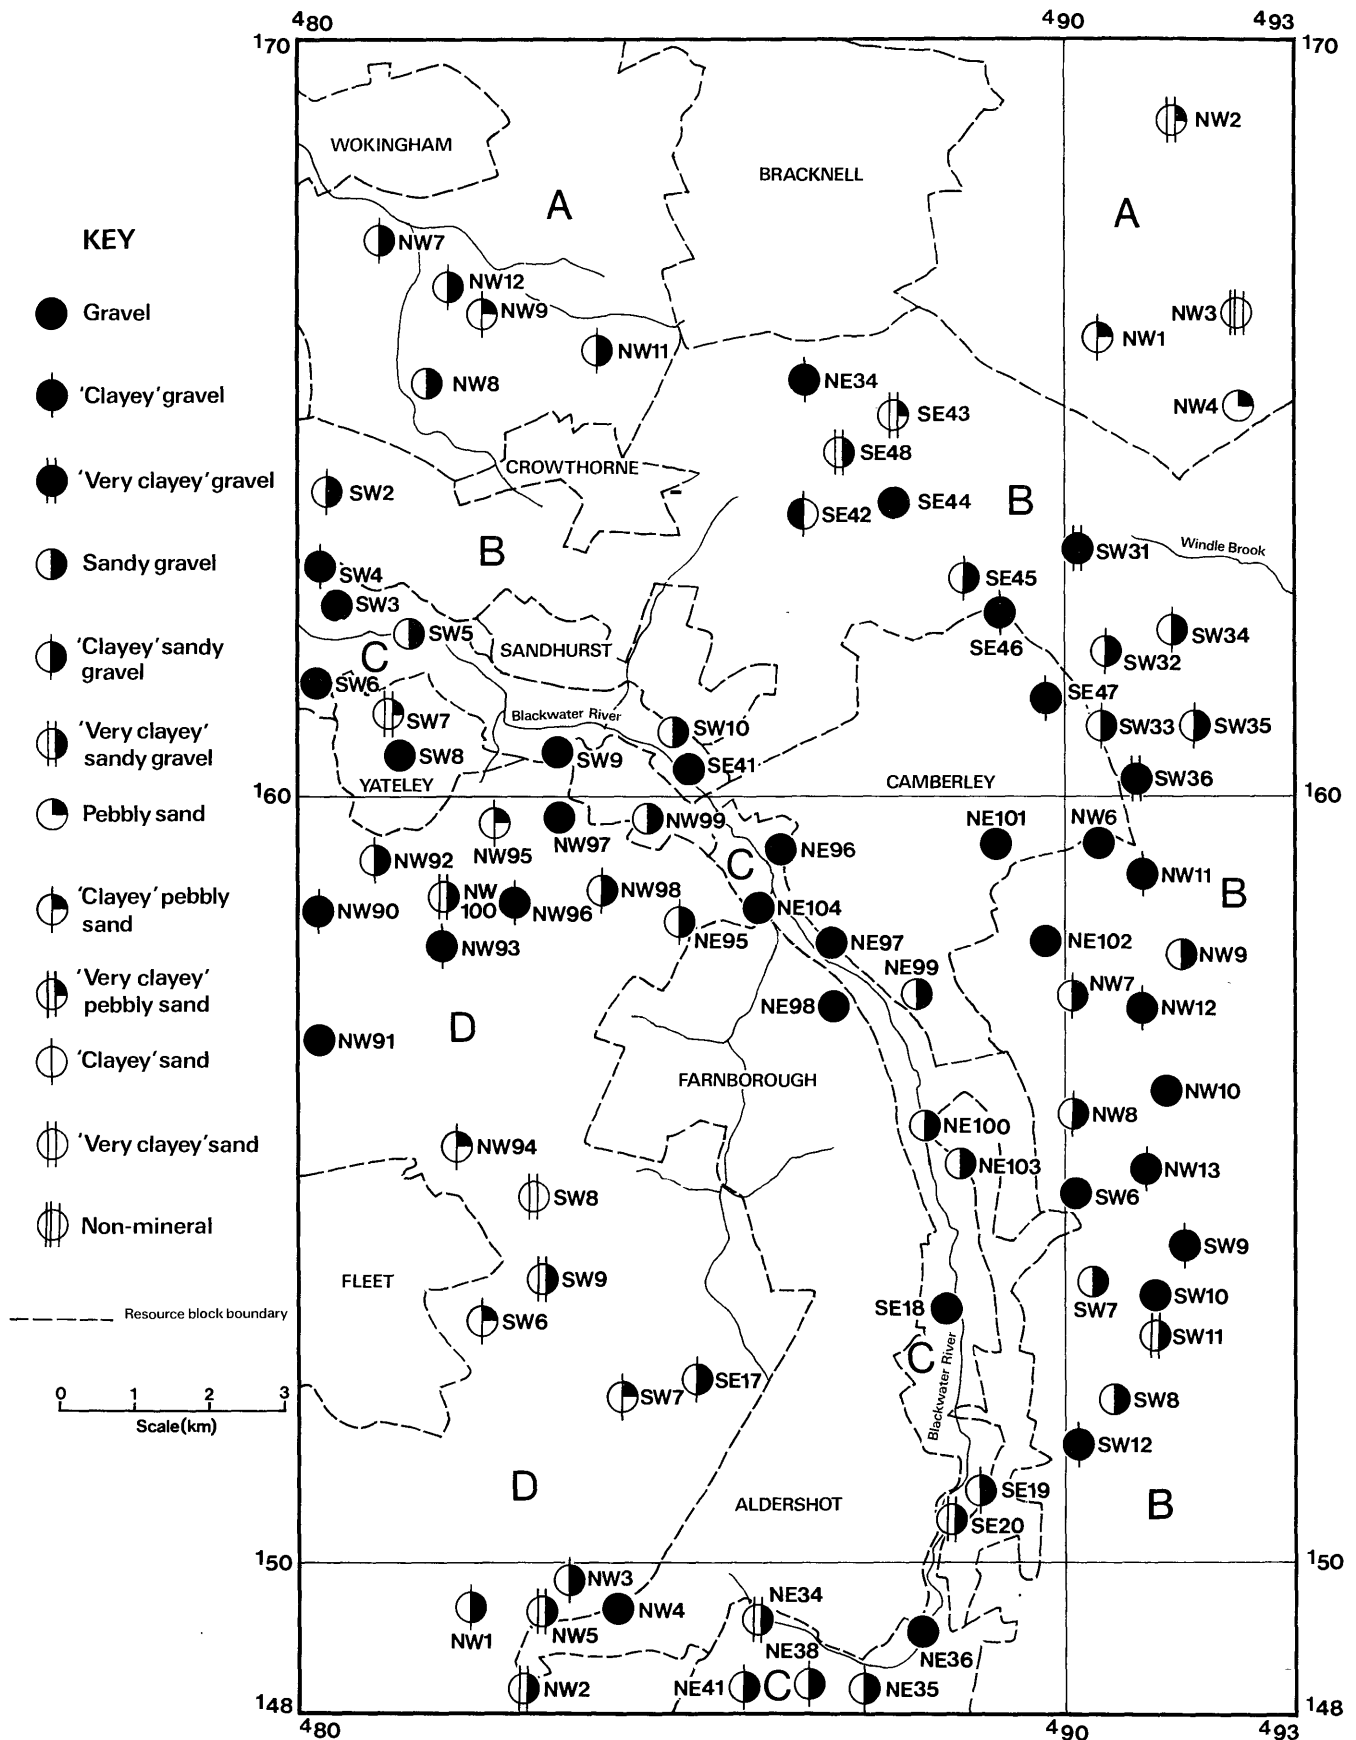 480
490
493
170
170
WOKINGHAM
BRACKNELL
NW2
A
A
KEY
NW7
NW12
NW9
NW3
NW1
Gravel
NW11
NW8
NE34
NW4
'Clayey' gravel
SE43
SE48
CROWTHORNE
'Very clayey' gravel
SW2
B
SE44
SE42
B
SW31
Windle Brook
Sandy gravel
SW4
SE45
SW3
SW5
SANDHURST
SE46
SW34
SW32
'Clayey' sandy
gravel
C
SW6
SE47
SW7
Blackwater River
SW10
SW33
SW35
'Very clayey'
sandy gravel
SW8
SW9
SE41
SW36
YATELEY
CAMBERLEY
160
Pebbly sand
NW95
NW97
NW99
NE101
NW6
NW92
C
NE96
NW11
'Clayey' pebbly
sand
NW90
NW
100
NW96
NW98
NE104
B
NW93
NE95
NE97
NE102
NW9
'Very clayey'
pebbly sand
NE99
NW7
NE98
NW12
NW91
D
'Clayey' sand
FARNBOROUGH
NW10
NW8
NE100
'Very clayey' sand
NW94
NE103
NW13
SW8
SW6
Non-mineral
SW9
FLEET
SW9
SW7
SW10
SW6
SE18
SW11
Resource block boundary
C
Blackwater River
SE17
SW7
SW8
0 1 2 3
Scale(km)
SW12
D
SE19
ALDERSHOT
B
SE20
150
150
NW3
NE34
NW4
NW1
NW5
NE38
NE36
NW2
NE41
C
NE35
148
148
480
490
493